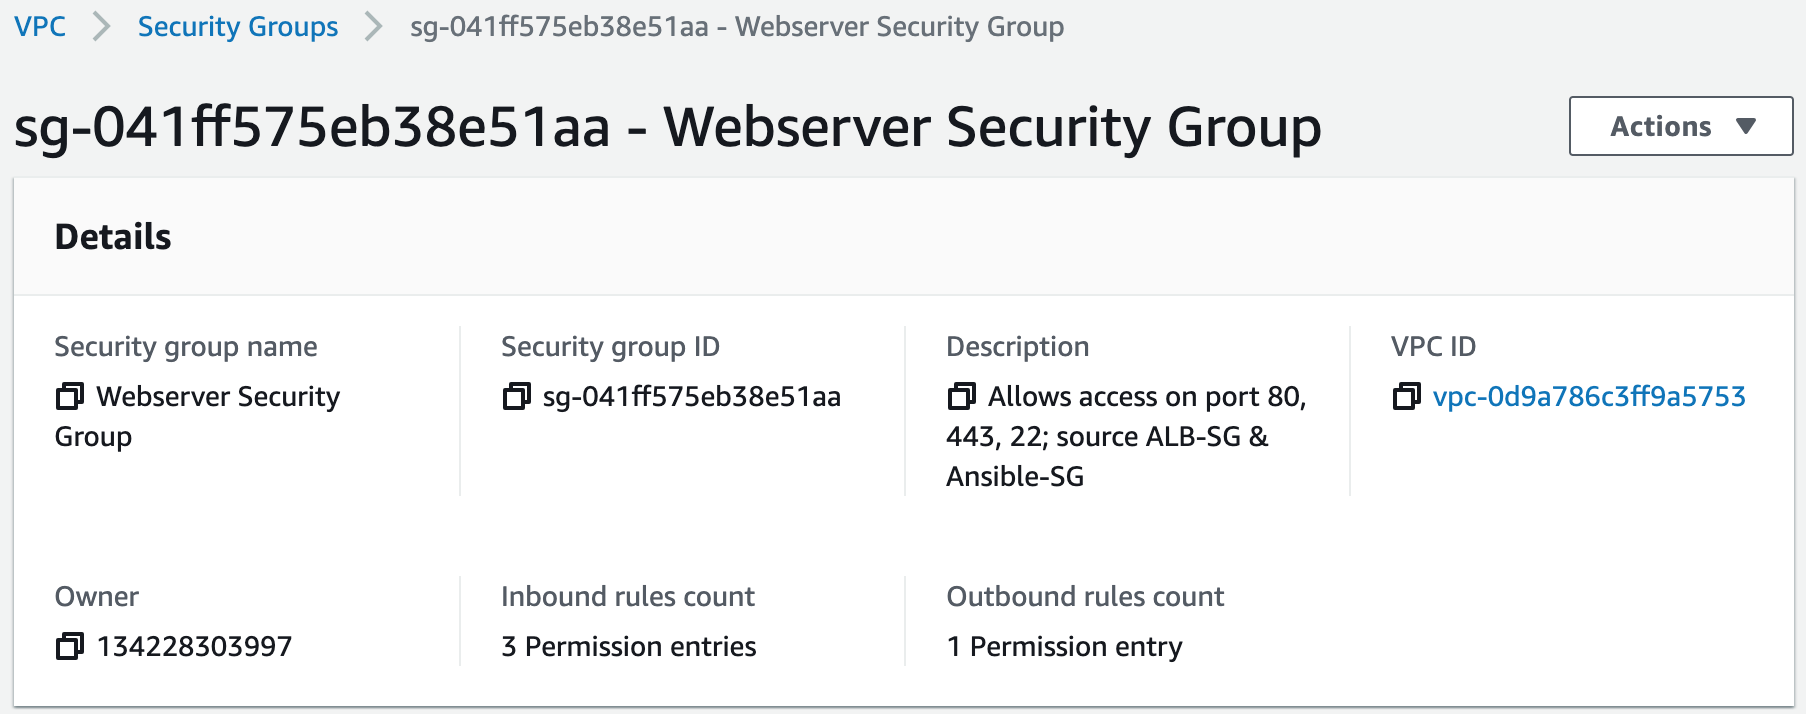 VPC > Security Groups > sg-041ff575eb38e51aa - Webserver Security Group
sg-041ff575eb38e51aa - Webserver Security Group
Actions ▼
Details
Security group name
Webserver Security
Group
Security group ID
sg-041ff575eb38e51aa
Description
Allows access on port 80,
443, 22; source ALB-SG &
Ansible-SG
VPC ID
vpc-0d9a786c3ff9a5753
Owner
134228303997
Inbound rules count
3 Permission entries
Outbound rules count
1 Permission entry